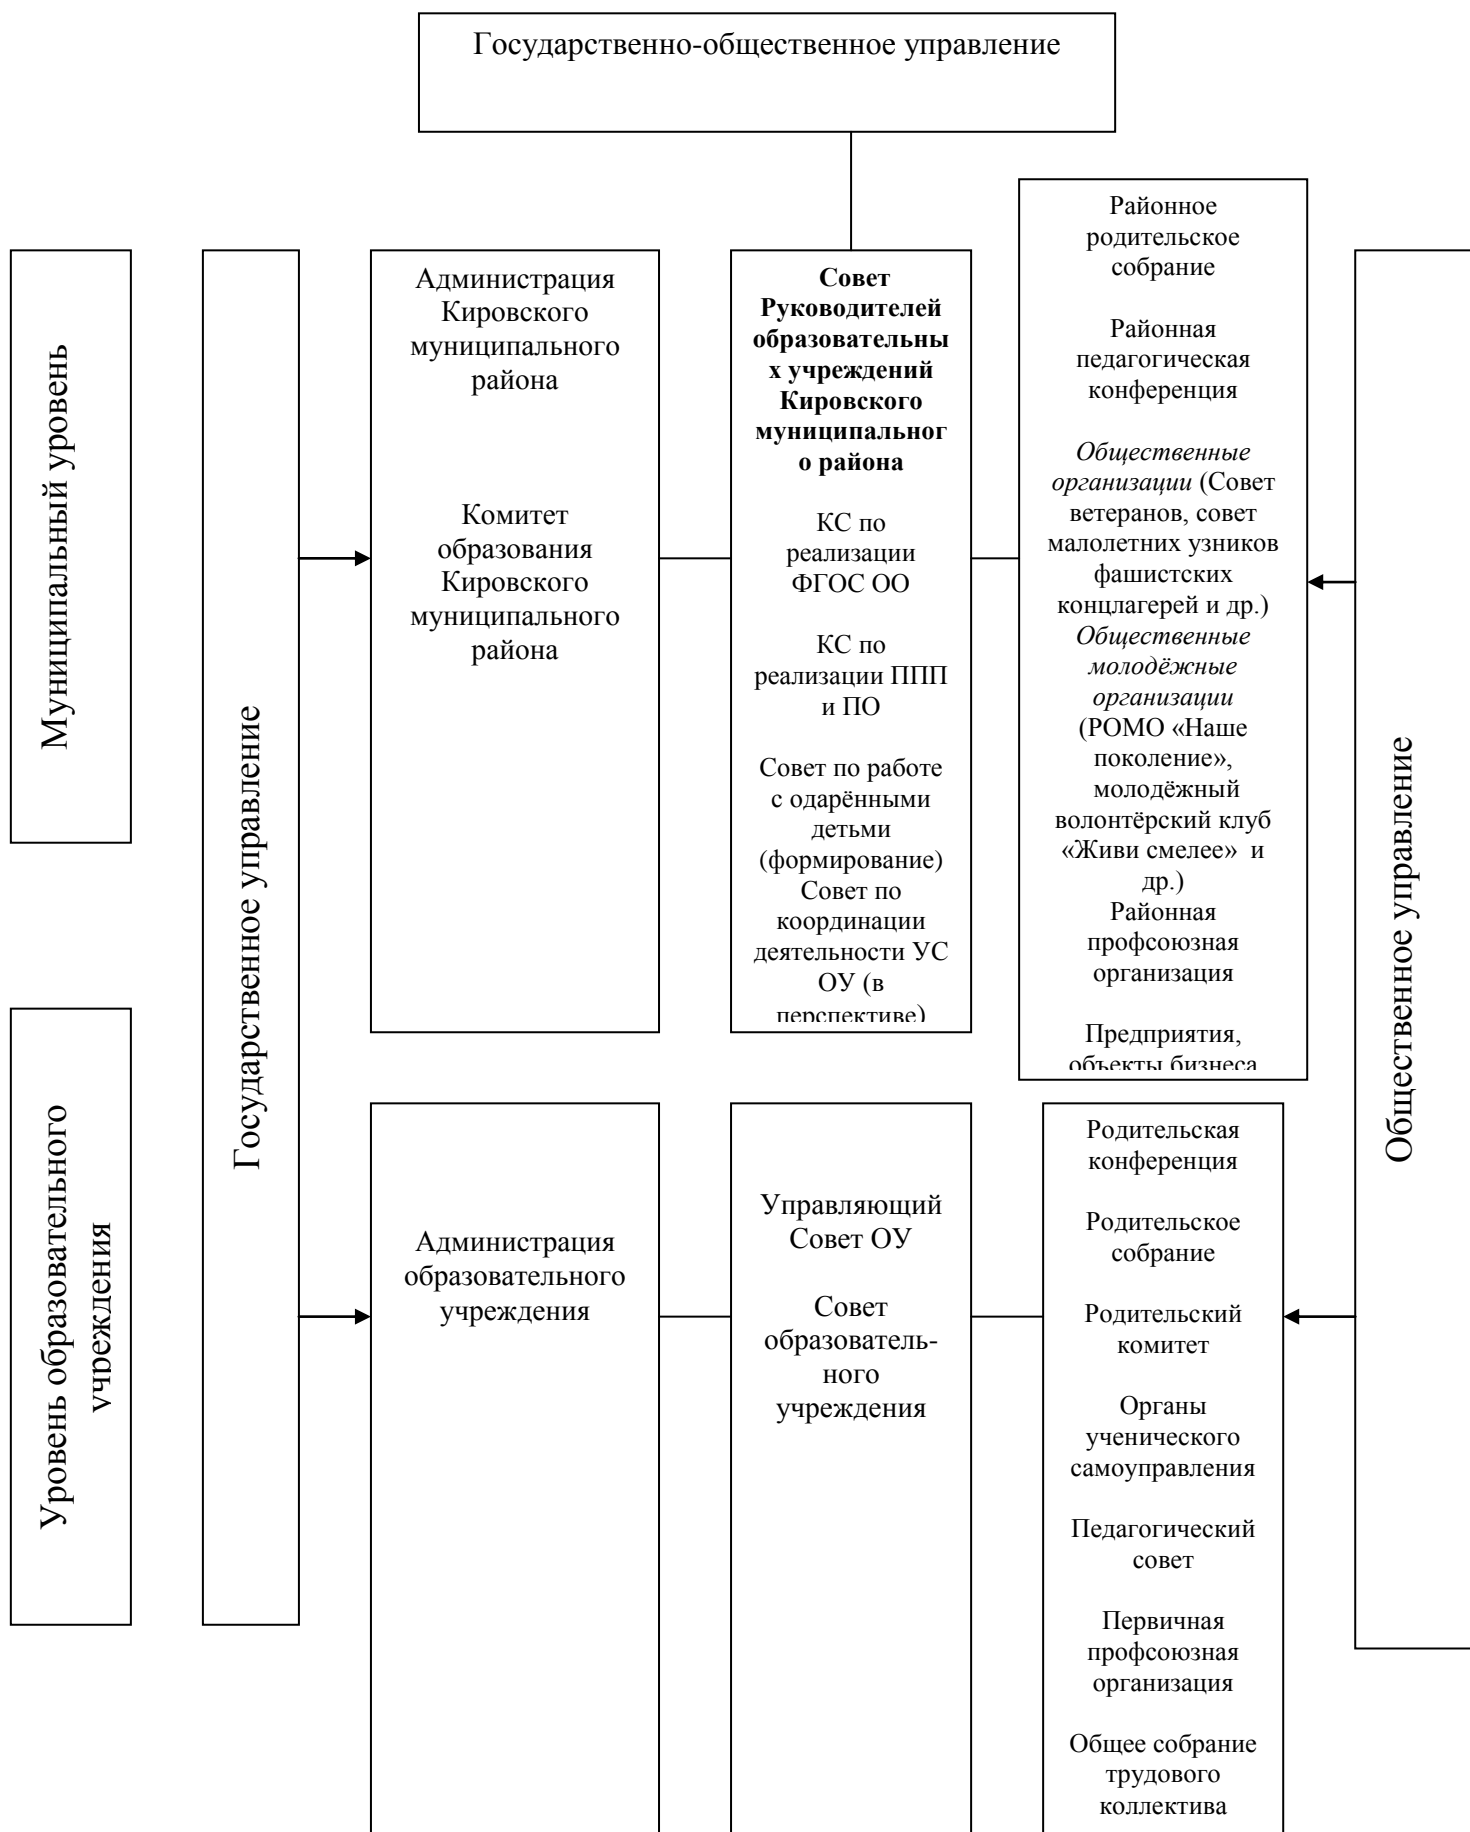 Государственно-общественное управление
Муниципальный уровень
Уровень образовательного
учреждения
Государственное управление
Администрация
Кировского
муниципального
района
Комитет
образования
Кировского
муниципального
района
Совет
Руководителей
образовательны
х учреждений
Кировского
муниципальног
о района
КС по
реализации
ФГОС ОО
КС по
реализации ППП
и ПО
Совет по работе
с одарёнными
детьми
(формирование)
Совет по
координации
деятельности УС
ОУ (в
перспективе)
Районное
родительское
собрание
Районная
педагогическая
конференция
Общественные
организации (Совет
ветеранов, совет
малолетних узников
фашистских
концлагерей и др.)
Общественные
молодёжные
организации
(РОМО «Наше
поколение»,
молодёжный
волонтёрский клуб
«Живи смелее» и
др.)
Районная
профсоюзная
организация
Предприятия,
объекты бизнеса
Общественное управление
Администрация
образовательного
учреждения
Управляющий
Совет ОУ
Совет
образователь-
ного
учреждения
Родительская
конференция
Родительское
собрание
Родительский
комитет
Органы
ученического
самоуправления
Педагогический
совет
Первичная
профсоюзная
организация
Общее собрание
трудового
коллектива